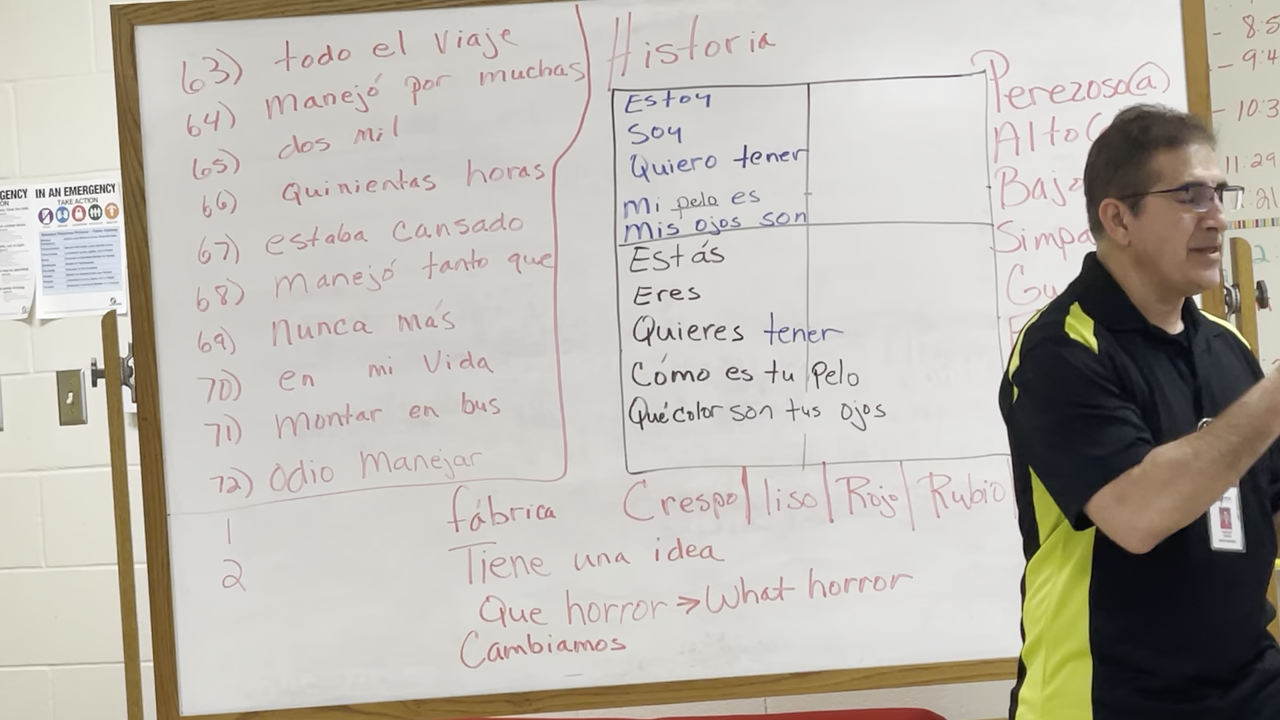 63) todo el viaje
64) manejó por muchas
65) dos mil
66) quinientas horas
67) estaba cansado
68) manejó tanto que
69) nunca más
70) en mi vida
71) montar en bus
72) Odio manejar
1
2
fábrica
Tiene una idea
Que horror → What horror
Cambiamos
Historia
Estoy
Soy
Quiero tener
Mi pelo es
Mis ojos son
Estás
Eres
Quieres tener
Cómo es tu Pelo
Qué color son tus ojos
Crespo | liso | Rojo | Rubio
Perezoso(a)
Alto(
Bajo
Simpa
Gu
IN AN EMERGENCY
TAKE ACTION